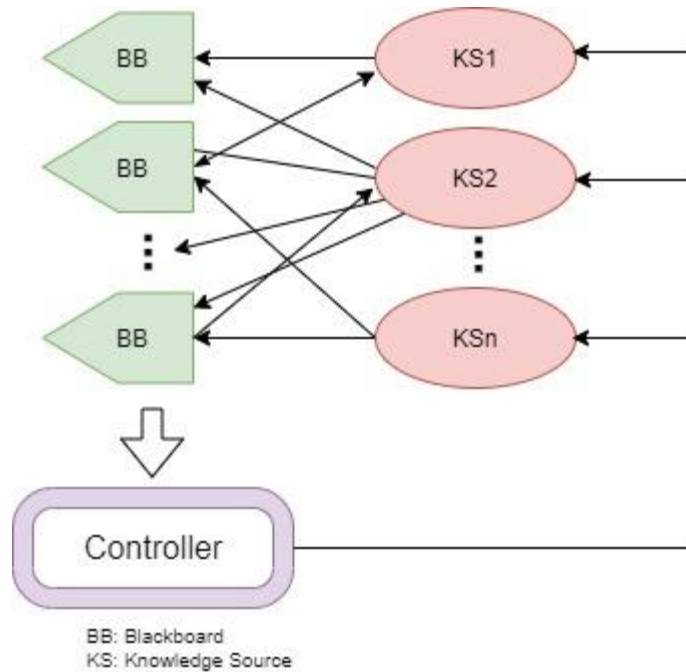 BB
KS1
BB
KS2
BB
KSn
Controller
BB: Blackboard
KS: Knowledge Source